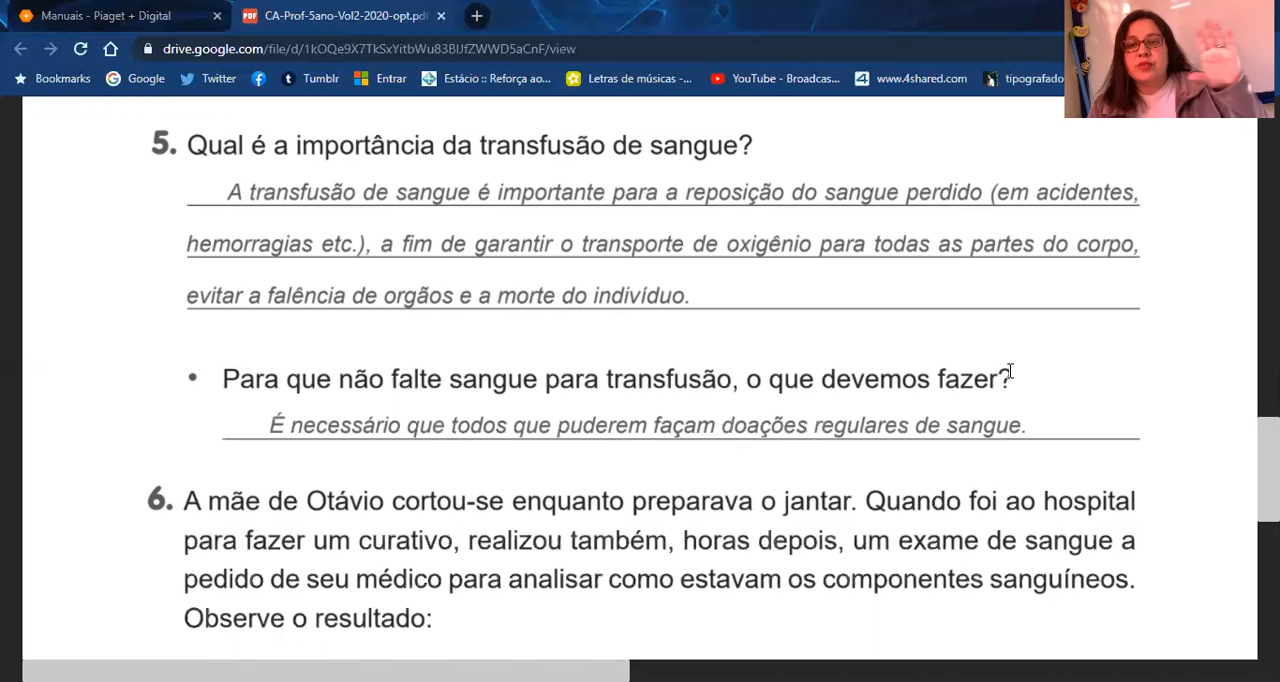 Manuais - Piaget + Digital
PDF CA-Prof-5ano-Vol2-2020-opt.pd
drive.google.com/file/d/1kOQe9X7TkSxYitbWu83BIJfZWWD5aCnF/view
Bookmarks Google Twitter Tumblr Entrar Estácio :: Reforça ao... Letras de músicas -... YouTube - Broadcas... 4 www.4shared.com tipografado
5. Qual é a importância da transfusão de sangue?
A transfusão de sangue é importante para a reposição do sangue perdido (em acidentes,
hemorragias etc.), a fim de garantir o transporte de oxigênio para todas as partes do corpo,
evitar a falência de orgãos e a morte do indivíduo.
• Para que não falte sangue para transfusão, o que devemos fazer?
É necessário que todos que puderem façam doações regulares de sangue.
6. A mãe de Otávio cortou-se enquanto preparava o jantar. Quando foi ao hospital
para fazer um curativo, realizou também, horas depois, um exame de sangue a
pedido de seu médico para analisar como estavam os componentes sanguíneos.
Observe o resultado: